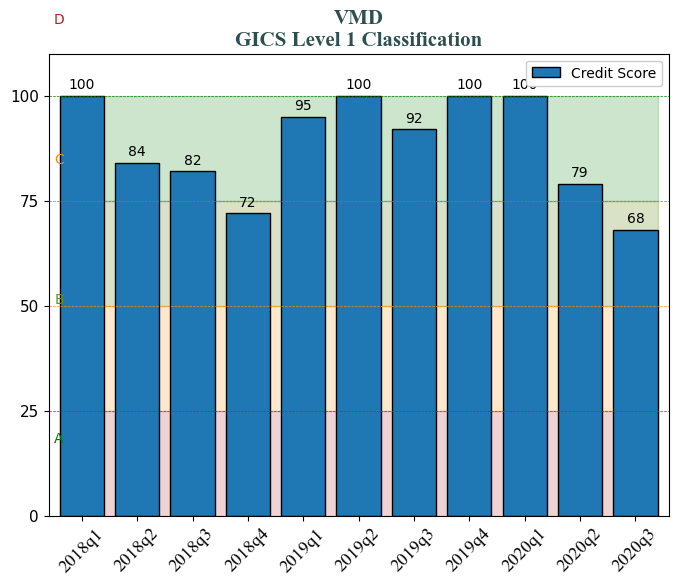 D
VMD
GICS Level 1 Classification
Credit Score
100
84
82
72
95
100
92
100
100
79
68
100
75
50
25
0
C
B
A
2018q1
2018q2
2018q3
2018q4
2019q1
2019q2
2019q3
2019q4
2020q1
2020q2
2020q3